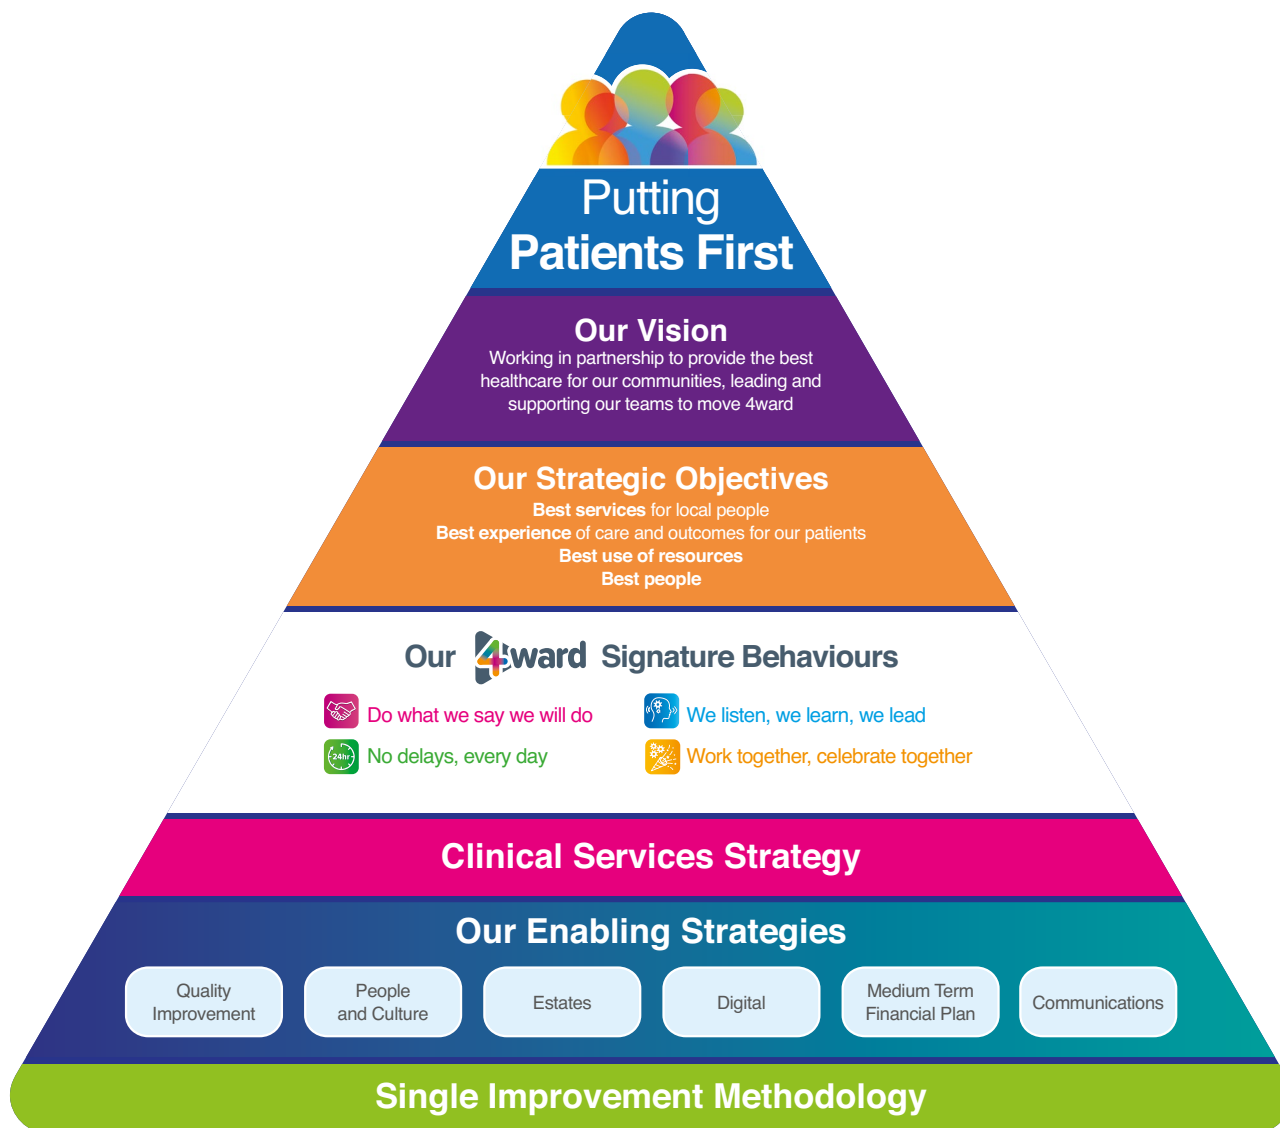 Putting
Patients First
Our Vision
Working in partnership to provide the best
healthcare for our communities, leading and
supporting our teams to move 4ward
Our Strategic Objectives
Best services for local people
Best experience of care and outcomes for our patients
Best use of resources
Best people
Our 4ward Signature Behaviours
Do what we say we will do
We listen, we learn, we lead
24hr
No delays, every day
Work together, celebrate together
Clinical Services Strategy
Our Enabling Strategies
Quality
Improvement
People
and Culture
Estates
Digital
Medium Term
Financial Plan
Communications
Single Improvement Methodology